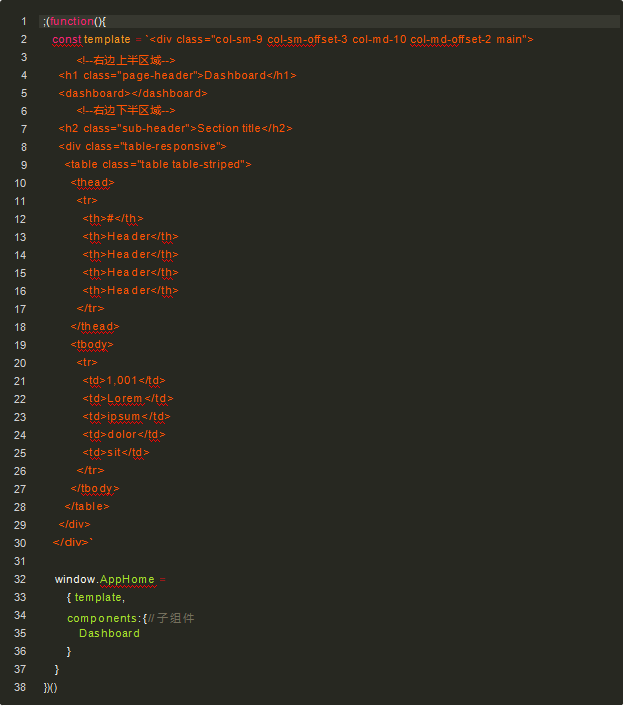 1 ;(function(){
2 const template = `<div class="col-sm-9 col-sm-offset-3 col-md-10 col-md-offset-2 main">
3 <!--右边上半区域-->
4 <h1 class="page-header">Dashboard</h1>
5 <dashboard></dashboard>
6 <!--右边下半区域-->
7 <h2 class="sub-header">Section title</h2>
8 <div class="table-responsive">
9 <table class="table table-striped">
10 <thead>
11 <tr>
12 <th>#</th>
13 <th>Header</th>
14 <th>Header</th>
15 <th>Header</th>
16 <th>Header</th>
17 </tr>
18 </thead>
19 <tbody>
20 <tr>
21 <td>1,001</td>
22 <td>Lorem</td>
23 <td>ipsum</td>
24 <td>dolor</td>
25 <td>sit</td>
26 </tr>
27 </tbody>
28 </table>
29 </div>
30 </div>`
31
32 window.AppHome =
33 { template,
34 components:{//子组件
35 Dashboard
36 }
37 }
38 })()